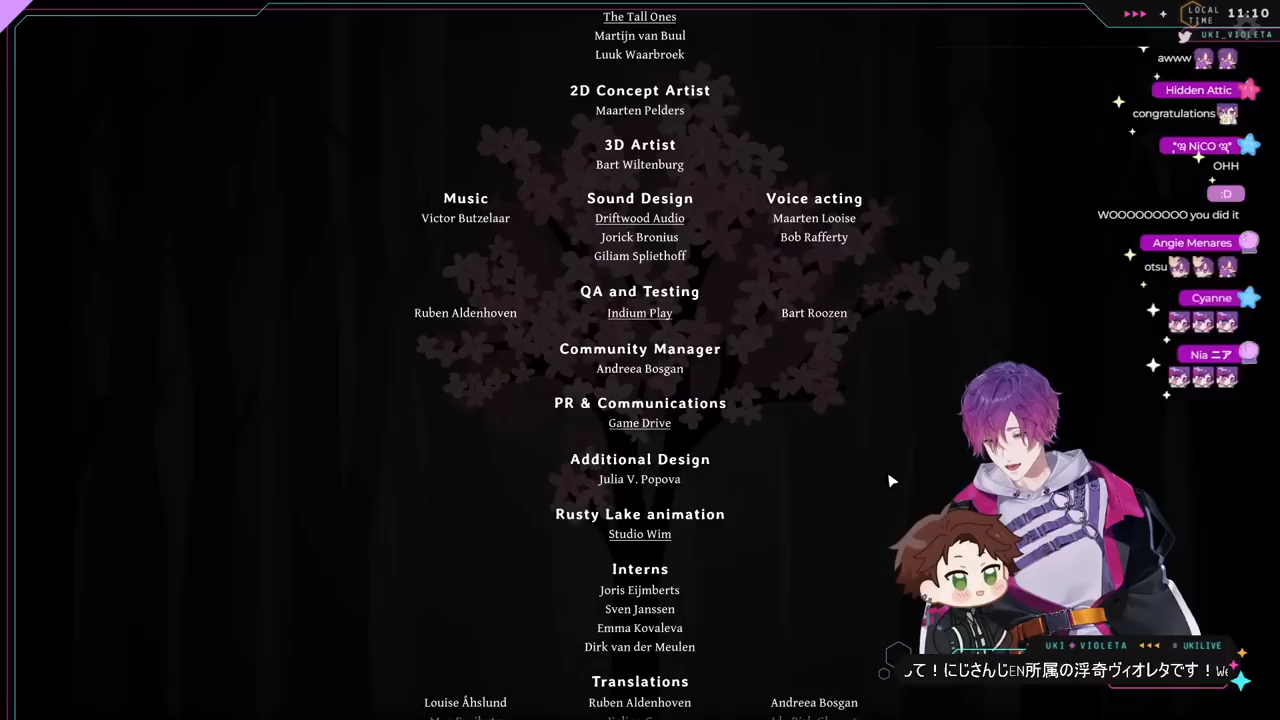 The Tall Ones
Martijn van Buul
Luuk Waarbroek
2D Concept Artist
Maarten Pelders
3D Artist
Bart Wiltenburg
Music
Victor Butzelaar
Sound Design
Driftwood Audio
Jorick Bronius
Giliam Spliethoff
Voice acting
Maarten Looise
Bob Rafferty
QA and Testing
Ruben Aldenhoven
Indium Play
Bart Roozen
Community Manager
Andreea Bosgan
PR & Communications
Game Drive
Additional Design
Julia V. Popova
Rusty Lake animation
Studio Wim
Interns
Joris Eijmberts
Sven Janssen
Emma Kovaleva
Dirk van der Meulen
Translations
Louise Åhslund
Ruben Aldenhoven
Andreea Bosgan
LOCAL
TIME
11:10
UKI_VIOLETA
awww
Hidden Attic
congratulations
NiCO
OHH
:D
WOOOOOOOOO you did it
Angie Menares
otsu
Cyanne
Nia ニア
UKI VIOLETA
UKILIVE
して！にじさんじEN所属の浮奇ヴィオレタです！We